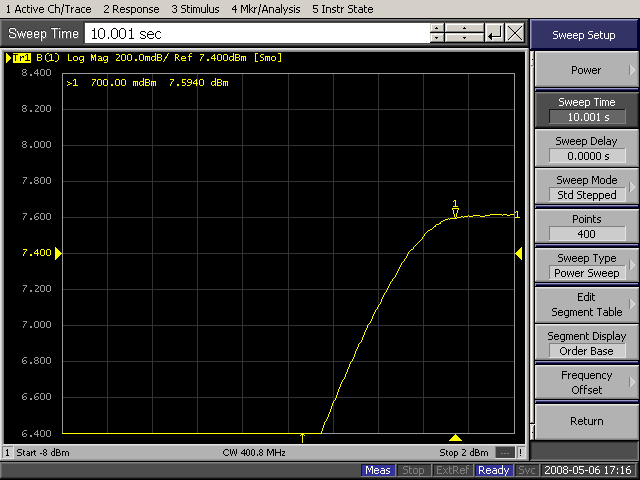 1 Active Ch/Trace 2 Response 3 Stimulus 4 Mkr/Analysis 5 Instr State
Sweep Time 10.001 sec
Tr1 B(1) Log Mag 200.0mdB/ Ref 7.400dBm [Smo]
8.400
8.200
8.000
7.800
7.600
7.400
7.200
7.000
6.800
6.600
6.400
>1 700.00 mdBm 7.5940 dBm
1
1
1 Start -8 dBm CW 400.8 MHz Stop 2 dBm --- !
Sweep Setup
Power
Sweep Time
10.001 s
Sweep Delay
0.0000 s
Sweep Mode
Std Stepped
Points
400
Sweep Type
Power Sweep
Edit
Segment Table
Segment Display
Order Base
Frequency
Offset
Return
Meas Stop ExtRef Ready Svc 2008-05-06 17:16